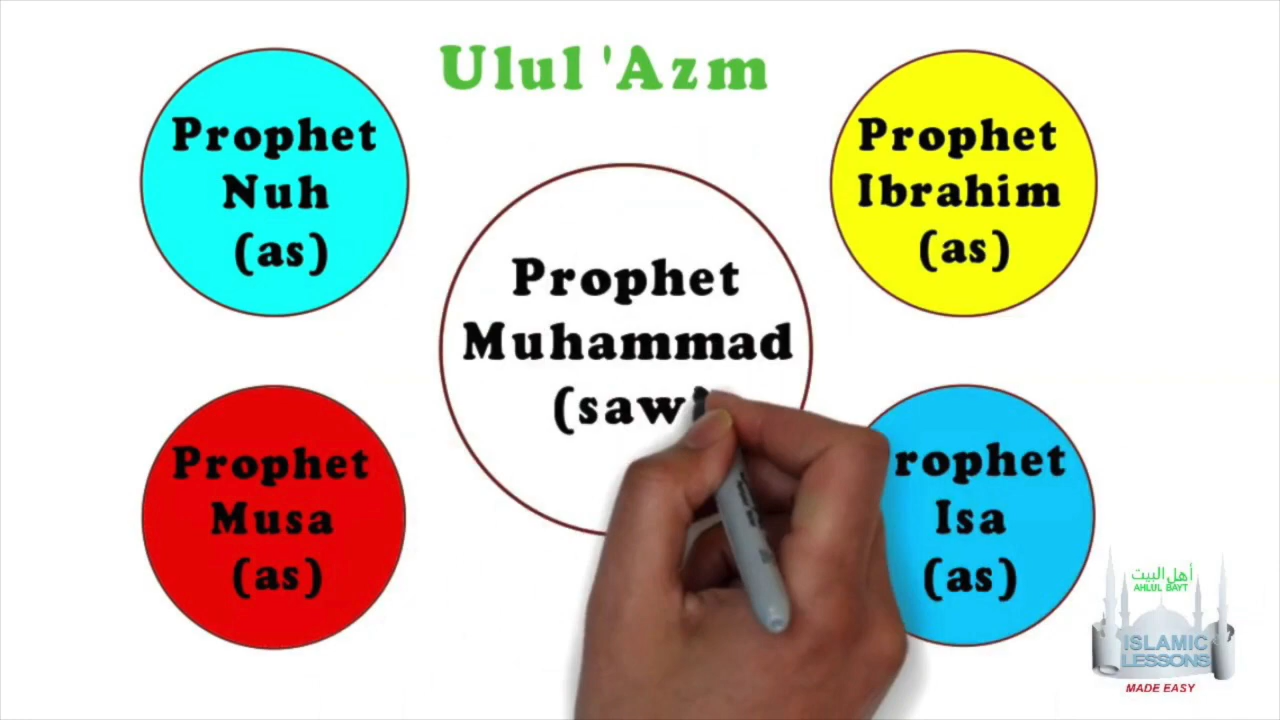 Ulul 'Azm
Prophet
Nuh
(as)
Prophet
Ibrahim
(as)
Prophet
Muhammad
(saw)
Prophet
Musa
(as)
rophet
Isa
(as)
أهل البيت
AHLUL BAYT
ISLAMIC
LESSONS
MADE EASY